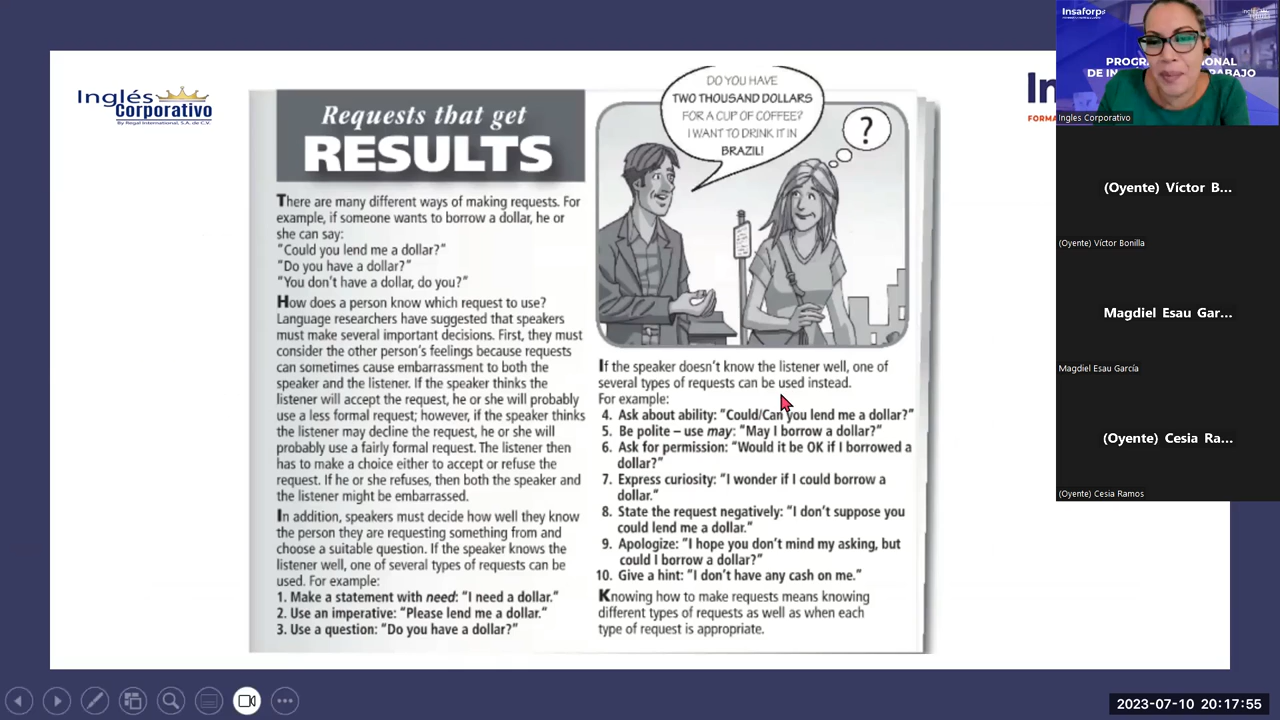 Inglés
Corporativo
By Regal International, S.A. de C.V.
Requests that get
RESULTS
There are many different ways of making requests. For
example, if someone wants to borrow a dollar, he or
she can say:
"Could you lend me a dollar?"
"Do you have a dollar?"
"You don't have a dollar, do you?"
How does a person know which request to use?
Language researchers have suggested that speakers
must make several important decisions. First, they must
consider the other person's feelings because requests
can sometimes cause embarrassment to both the
speaker and the listener. If the speaker thinks the
listener will accept the request, he or she will probably
use a less formal request; however, if the speaker thinks
the listener may decline the request, he or she will
probably use a fairly formal request. The listener then
has to make a choice either to accept or refuse the
request. If he or she refuses, then both the speaker and
the listener might be embarrassed.
In addition, speakers must decide how well they know
the person they are requesting something from and
choose a suitable question. If the speaker knows the
listener well, one of several types of requests can be
used. For example:
1. Make a statement with need: "I need a dollar."
2. Use an imperative: "Please lend me a dollar."
3. Use a question: "Do you have a dollar?"
DO YOU HAVE
TWO THOUSAND DOLLARS
FOR A CUP OF COFFEE?
I WANT TO DRINK IT IN
BRAZIL!
?
If the speaker doesn't know the listener well, one of
several types of requests can be used instead.
For example:
4. Ask about ability: "Could/Can you lend me a dollar?"
5. Be polite – use may: "May I borrow a dollar?"
6. Ask for permission: "Would it be OK if I borrowed a
dollar?"
7. Express curiosity: "I wonder if I could borrow a
dollar."
8. State the request negatively: "I don't suppose you
could lend me a dollar."
9. Apologize: "I hope you don't mind my asking, but
could I borrow a dollar?"
10. Give a hint: "I don't have any cash on me."
Knowing how to make requests means knowing
different types of requests as well as when each
type of request is appropriate.
In
FORMA
Insaforp
PROGR IONAL
DE IN BAJO
Ingles Corporativo
(Oyente) Víctor B...
(Oyente) Víctor Bonilla
Magdiel Esau Gar...
Magdiel Esau García
(Oyente) Cesia Ra...
(Oyente) Cesia Ramos
2023-07-10 20:17:55